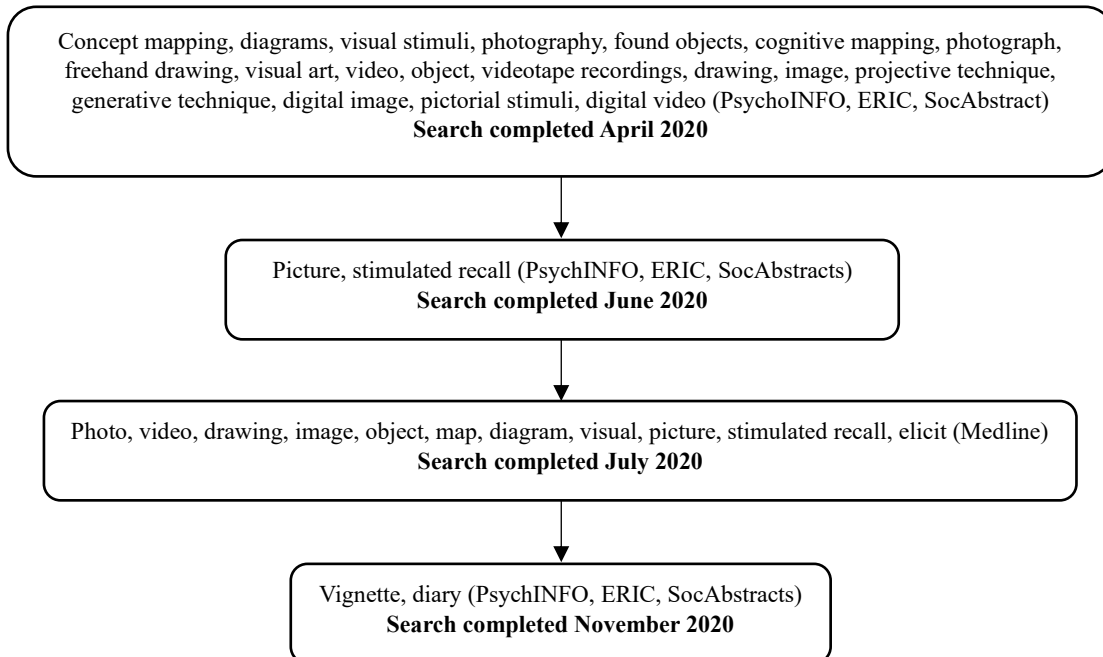 Concept mapping, diagrams, visual stimuli, photography, found objects, cognitive mapping, photograph,
freehand drawing, visual art, video, object, videotape recordings, drawing, image, projective technique,
generative technique, digital image, pictorial stimuli, digital video (PsychoINFO, ERIC, SocAbstract)
Search completed April 2020
Picture, stimulated recall (PsychINFO, ERIC, SocAbstracts)
Search completed June 2020
Photo, video, drawing, image, object, map, diagram, visual, picture, stimulated recall, elicit (Medline)
Search completed July 2020
Vignette, diary (PsychINFO, ERIC, SocAbstracts)
Search completed November 2020